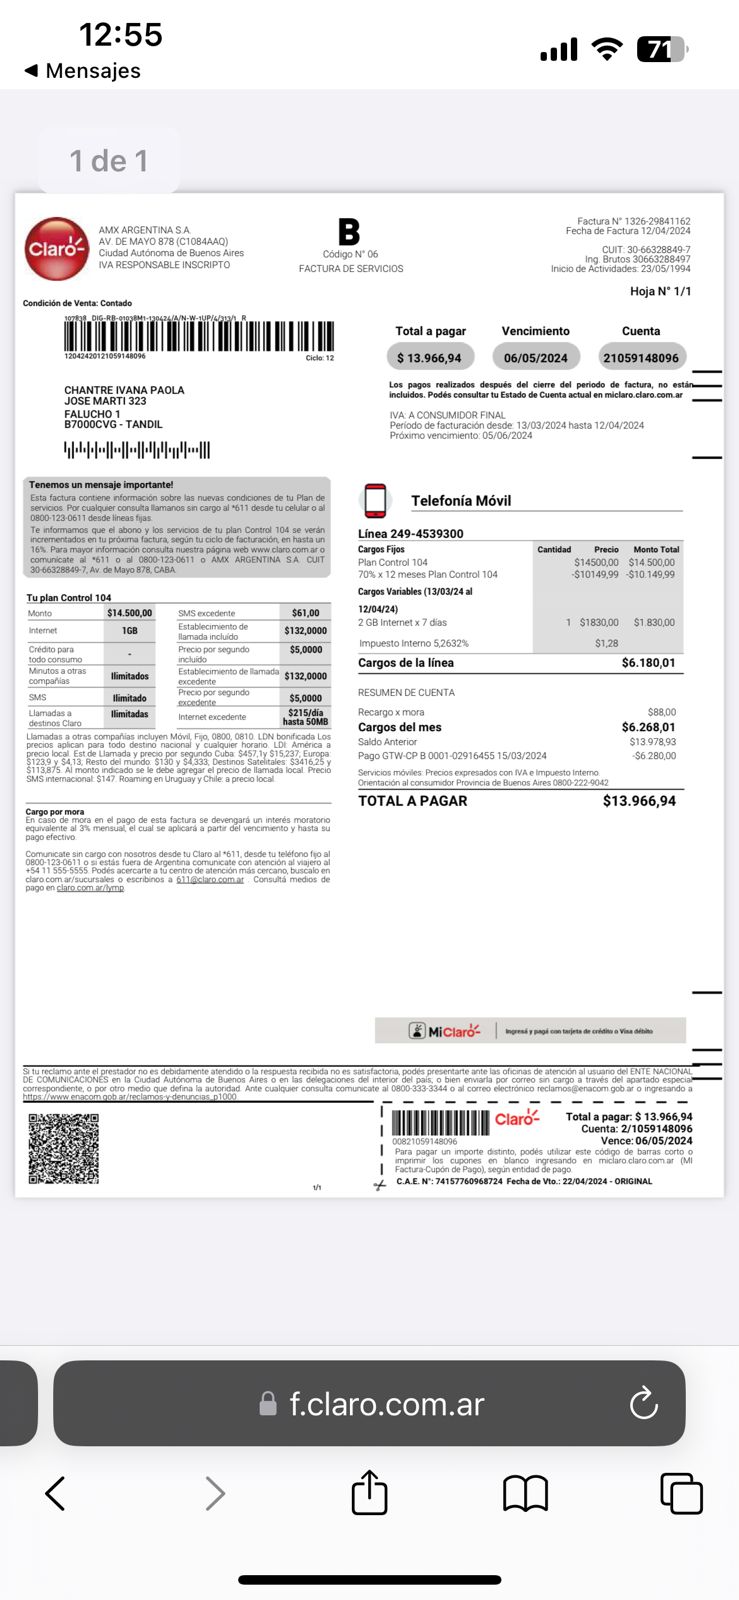 12:55
71
◀ Mensajes
1 de 1
Claro
AMX ARGENTINA S.A.
AV. DE MAYO 878 (C1084AAQ)
Ciudad Autónoma de Buenos Aires
IVA RESPONSABLE INSCRIPTO
B
Código N° 06
FACTURA DE SERVICIOS
Factura N° 1326-29841162
Fecha de Factura 12/04/2024
CUIT: 30-66328849-7
Ing. Brutos 30663288497
Inicio de Actividades: 23/05/1994
Hoja N° 1/1
Condición de Venta: Contado
107838 DIG-RB-01038M1-130424/A/N-W-1UP/4/313/1 R
12042420121059148096
Ciclo: 12
Total a pagar Vencimiento Cuenta
$ 13.966,94 06/05/2024 21059148096
Los pagos realizados después del cierre del periodo de factura, no están
incluidos. Podés consultar tu Estado de Cuenta actual en miclaro.claro.com.ar
CHANTRE IVANA PAOLA
JOSE MARTI 323
FALUCHO 1
B7000CVG - TANDIL
IVA: A CONSUMIDOR FINAL
Período de facturación desde: 13/03/2024 hasta 12/04/2024
Próximo vencimiento: 05/06/2024
Tenemos un mensaje importante!
Esta factura contiene información sobre las nuevas condiciones de tu Plan de
servicios. Por cualquier consulta llamanos sin cargo al *611 desde tu celular o al
0800-123-0611 desde líneas fijas.
Te informamos que el abono y los servicios de tu plan Control 104 se verán
incrementados en tu próxima factura, según tu ciclo de facturación, en hasta un
16%. Para mayor información consulta nuestra página web www.claro.com.ar o
comunicate al *611 o al 0800-123-0611 o AMX ARGENTINA S.A. CUIT
30-66328849-7, Av. de Mayo 878, CABA.
Tu plan Control 104
Monto $14.500,00 SMS excedente $61,00
Internet 1GB Establecimiento de llamada incluído $132,0000
Crédito para todo consumo - Precio por segundo incluido $5,0000
Minutos a otras compañías Ilimitados Establecimiento de llamada excedente $132,0000
SMS Ilimitado Precio por segundo excedente $5,0000
Llamadas a destinos Claro Ilimitadas Internet excedente $215/día hasta 50MB
Llamadas a otras compañías incluyen Móvil, Fijo, 0800, 0810. LDN bonificada Los
precios aplican para todo destino nacional y cualquier horario. LDI: América a
precio local. Est de Llamada y precio por segundo Cuba: $457,1y $15,237; Europa
$123,9 y $4,13; Resto del mundo: $130 y $4,333; Destinos Satelitales: $3416,25 y
$113,875. Al monto indicado se le debe agregar el precio de llamada local. Precio
SMS internacional: $147. Roaming en Uruguay y Chile: a precio local.
Cargo por mora
En caso de mora en el pago de esta factura se devengará un interés moratorio
equivalente al 3% mensual, el cual se aplicará a partir del vencimiento y hasta su
pago efectivo.
Comunicate sin cargo con nosotros desde tu Claro al *611, desde tu teléfono fijo al
0800-123-0611 o si estás fuera de Argentina comunicate con atención al viajero al
+54 11 555-5555. Podés acercarte a tu centro de atención más cercano, buscalo en
claro.com.ar/sucursales o escribinos a 611@claro.com.ar . Consultá medios de
pago en claro.com.ar/lymp.
Telefonía Móvil
Línea 249-4539300
Cargos Fijos Cantidad Precio Monto Total
Plan Control 104 $14500,00 $14.500,00
70% x 12 meses Plan Control 104 -$10149,99 -$10.149,99
Cargos Variables (13/03/24 al
12/04/24)
2 GB Internet x 7 días 1 $1830,00 $1.830,00
Impuesto Interno 5,2632% $1,28
Cargos de la línea $6.180,01
RESUMEN DE CUENTA
Recargo x mora $88,00
Cargos del mes $6.268,01
Saldo Anterior $13.978,93
Pago GTW-CP B 0001-02916455 15/03/2024 -$6.280,00
Servicios móviles: Precios expresados con IVA e Impuesto Interno.
Orientación al consumidor Provincia de Buenos Aires 0800-222-9042
TOTAL A PAGAR $13.966,94
MiClaro Ingresá y pagá con tarjeta de crédito o Visa débito
Si tu reclamo ante el prestador no es debidamente atendido o la respuesta recibida no es satisfactoria, podés presentarte ante las oficinas de atención al usuario del ENTE NACIONAL
DE COMUNICACIONES en la Ciudad Autónoma de Buenos Aires o en las delegaciones del interior del país; o bien enviarla por correo sin cargo a través del apartado especial
correspondiente, o por otro medio que defina la autoridad. Ante cualquier consulta comunicate al 0800-333-3344 o al correo electrónico reclamos@enacom.gob.ar o ingresando a
https://www.enacom.gob.ar/reclamos-y-denuncias_p1000
00821059148096
Claro
Total a pagar: $ 13.966,94
Cuenta: 2/1059148096
Vence: 06/05/2024
Para pagar un importe distinto, podés utilizar este código de barras corto o
imprimir los cupones en blanco ingresando en miclaro.claro.com.ar (MI
Factura-Cupón de Pago), según entidad de pago.
1/1
C.A.E. N°: 74157760968724 Fecha de Vto.: 22/04/2024 - ORIGINAL
f.claro.com.ar